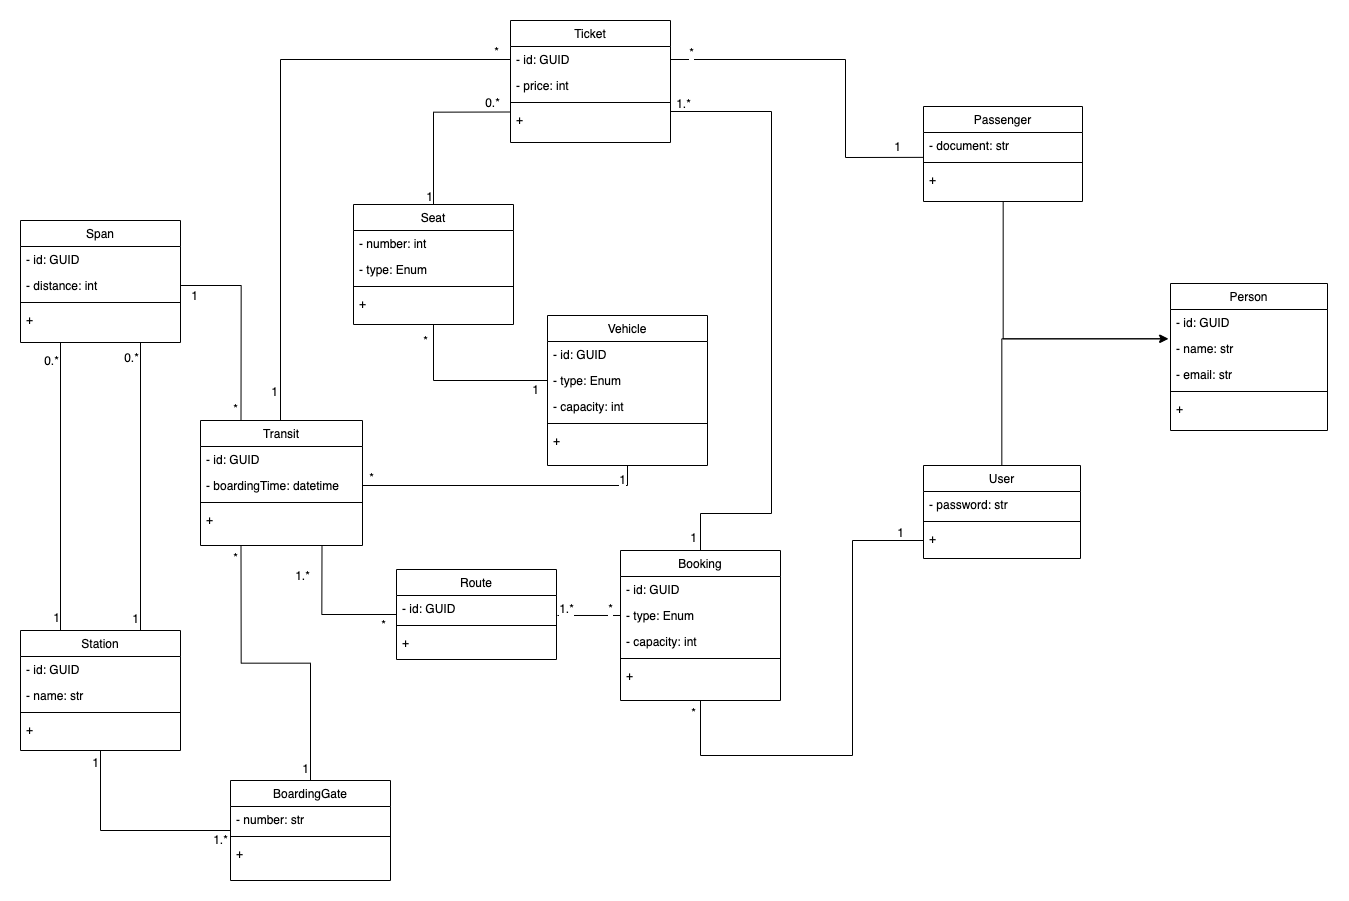 Ticket
- id: GUID
- price: int
+
*
*
0.*
1.*
Passenger
- document: str
+
1
Seat
- number: int
- type: Enum
+
1
*
Span
- id: GUID
- distance: int
+
1
0.*
0.*
Vehicle
- id: GUID
- type: Enum
- capacity: int
+
1
1
Person
- id: GUID
- name: str
- email: str
+
Transit
- id: GUID
- boardingTime: datetime
+
*
1
*
*
1.*
User
- password: str
+
1
Route
- id: GUID
+
*
1.*
Booking
- id: GUID
- type: Enum
- capacity: int
+
1
*
*
Station
- id: GUID
- name: str
+
1
1
1
BoardingGate
- number: str
+
1
1.*